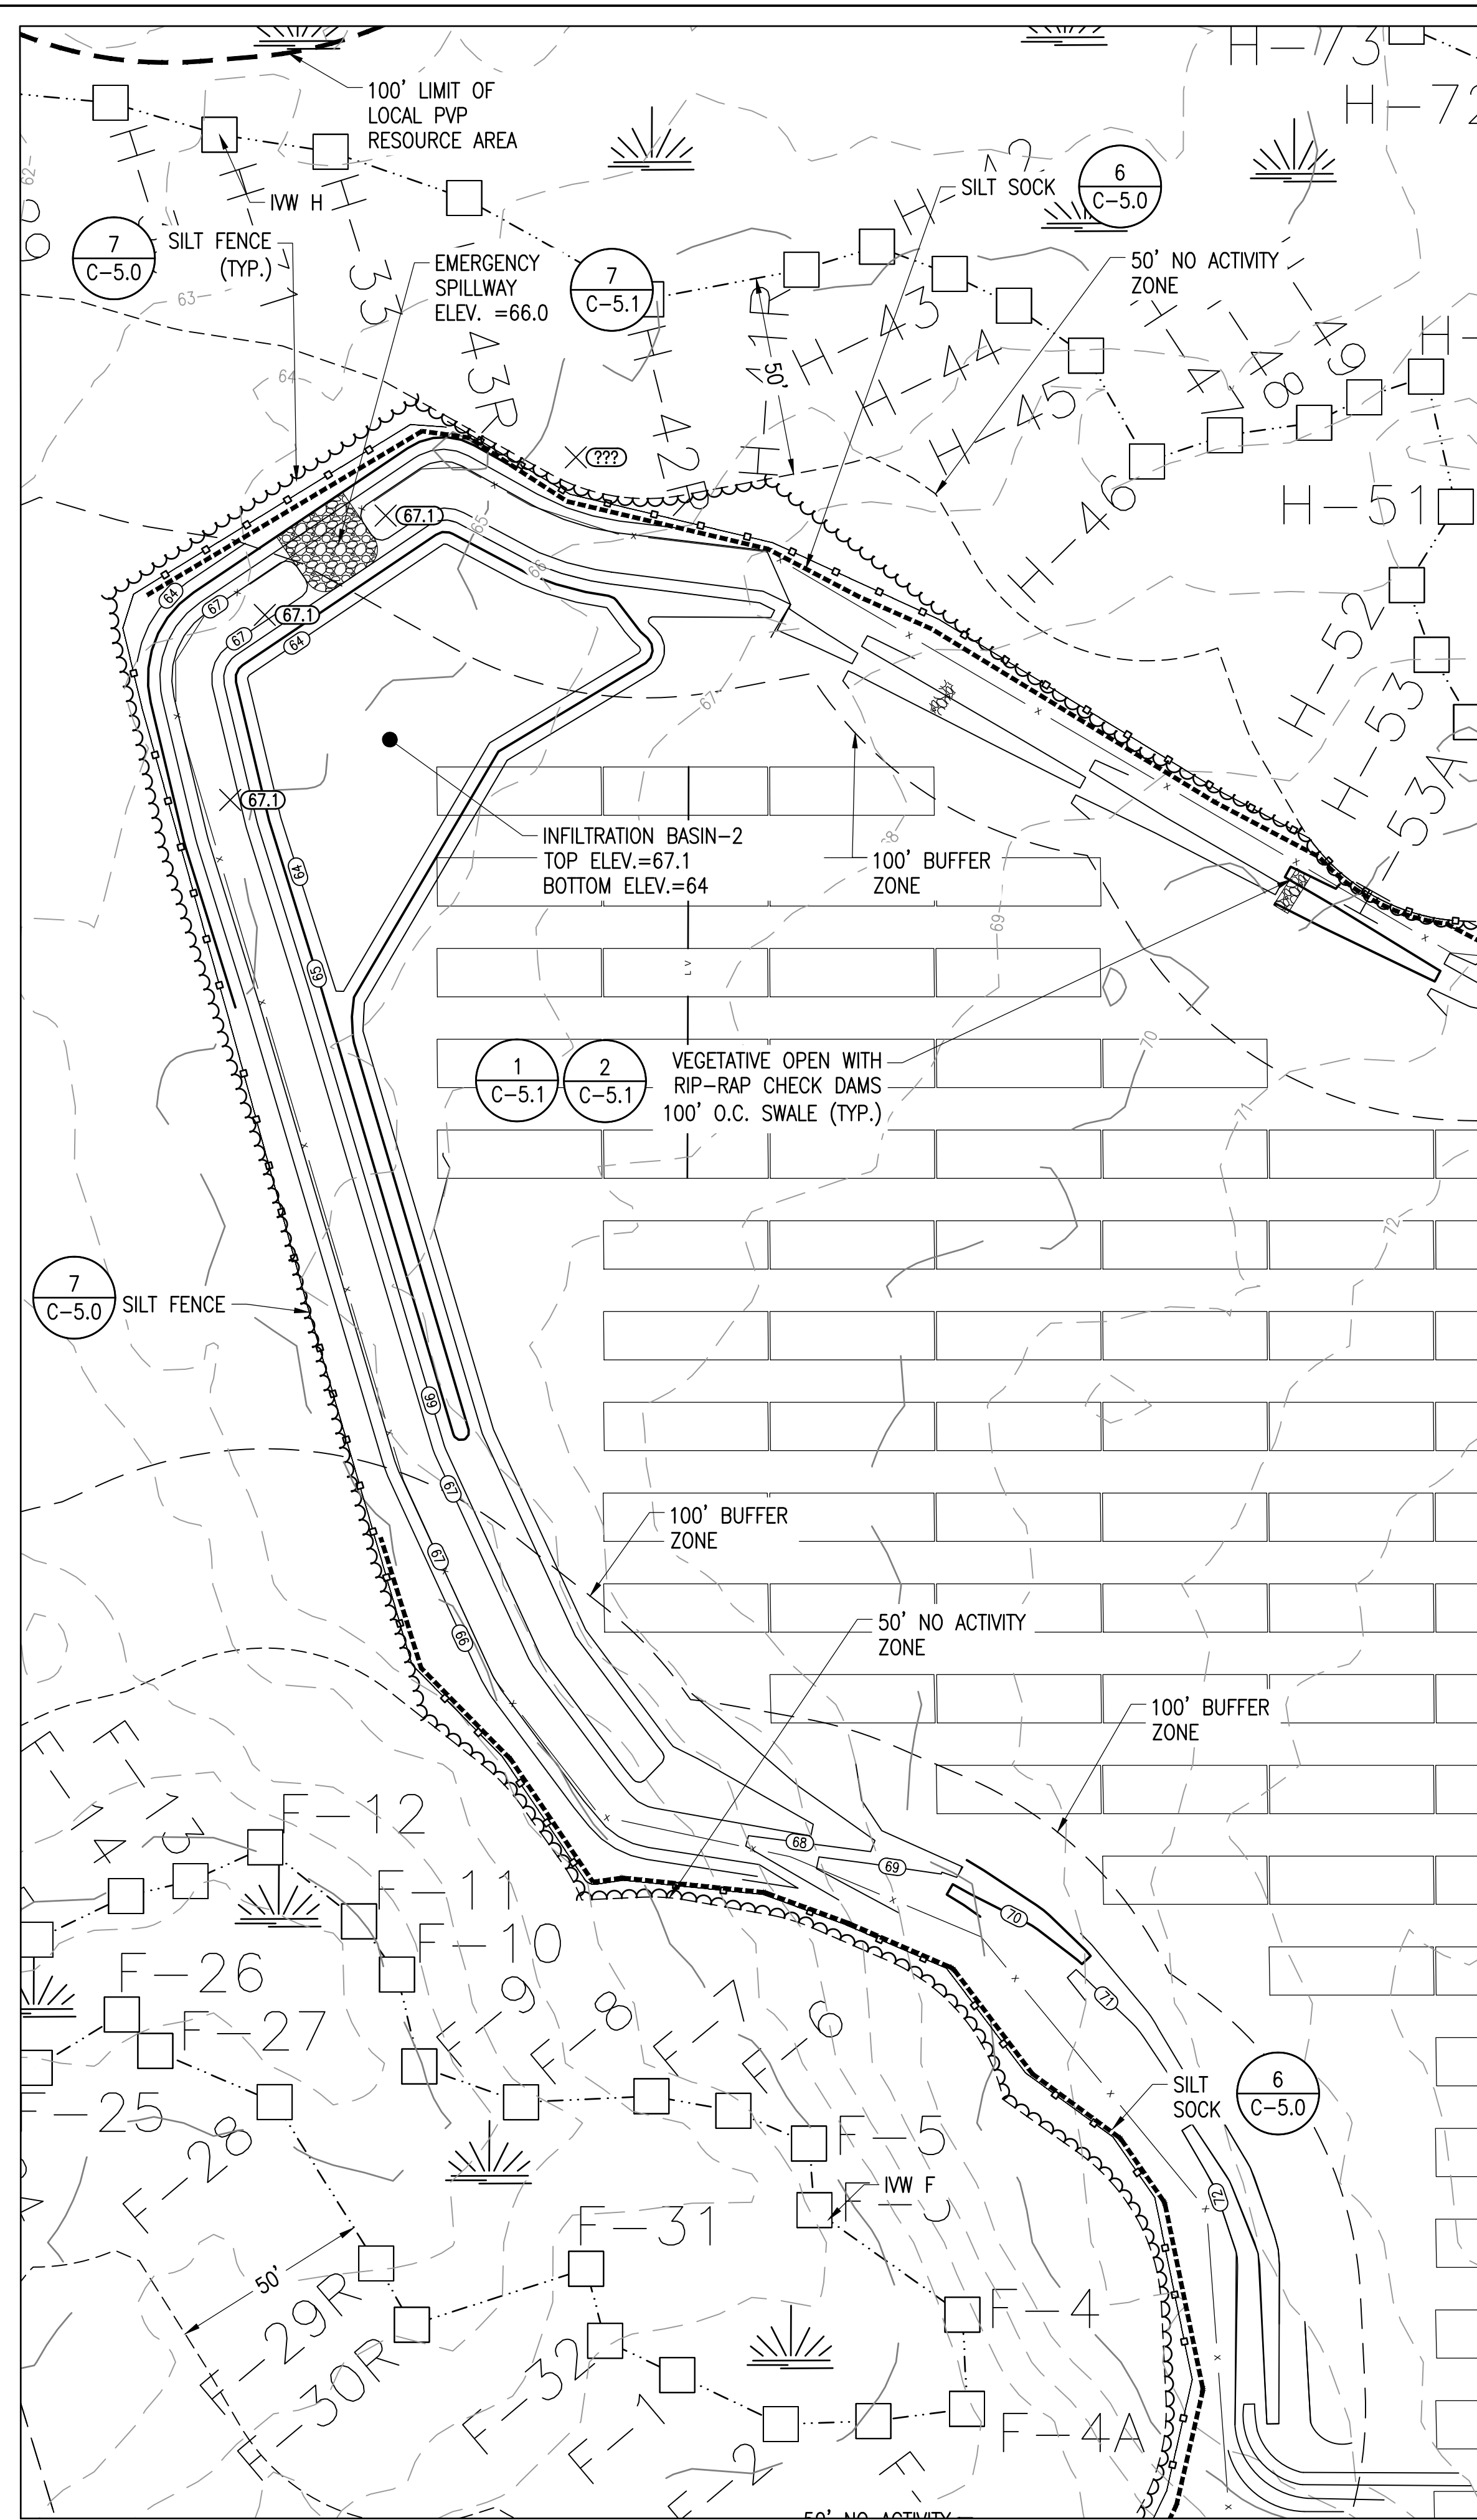 100' LIMIT OF
LOCAL PVP
RESOURCE AREA
H-73
H-72
62
IVW H
7
C-5.0
SILT FENCE
(TYP.)
63
33
EMERGENCY
SPILLWAY
ELEV. =66.0
7
C-5.1
SILT SOCK
6
C-5.0
50' NO ACTIVITY
ZONE
50'
43R
H-42R
H-43
H-44
H-45
H-46
H-51
H-52
H-53
H-53A
64
???
67.1
65
66
64
67
67.1
67
64
67
67.1
64
65
INFILTRATION BASIN-2
TOP ELEV.=67.1
BOTTOM ELEV.=64
68
100' BUFFER
ZONE
69
LV
1
C-5.1
2
C-5.1
VEGETATIVE OPEN WITH
RIP-RAP CHECK DAMS
100' O.C. SWALE (TYP.)
70
71
72
7
C-5.0
SILT FENCE
66
67
67
66
100' BUFFER
ZONE
50' NO ACTIVITY
ZONE
100' BUFFER
ZONE
68
69
70
71
72
F-12
F-11
F-10
F-9
F-8
F-7
F-6
F-5
F-26
F-27
F-25
F-28
SILT
SOCK
6
C-5.0
IVW F
F-31
50'
F-29R
F-30R
F-32
F-1
F-2
F-4
F-4A
50' NO ACTIVITY